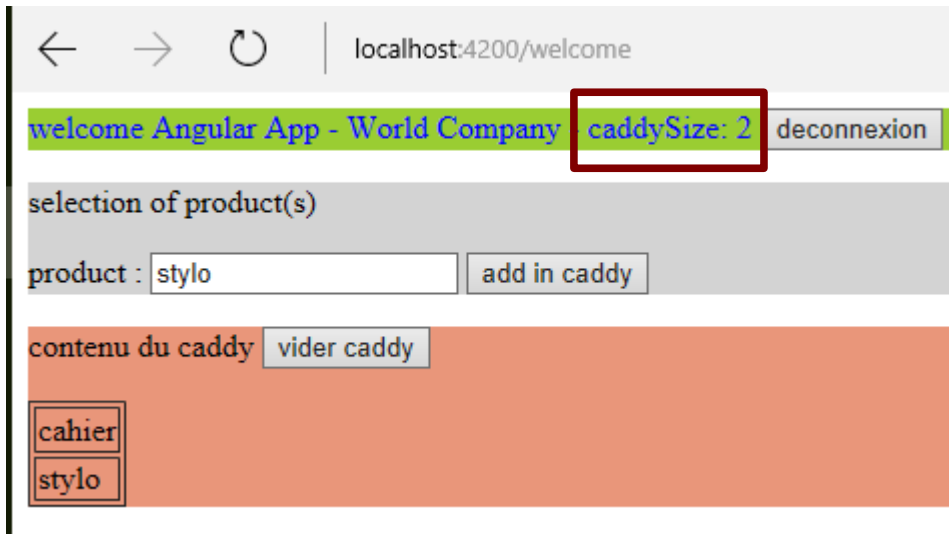 localhost:4200/welcome
welcome Angular App - World Company - caddySize: 2 deconnexion
selection of product(s)
product : stylo add in caddy
contenu du caddy vider caddy
cahier
stylo